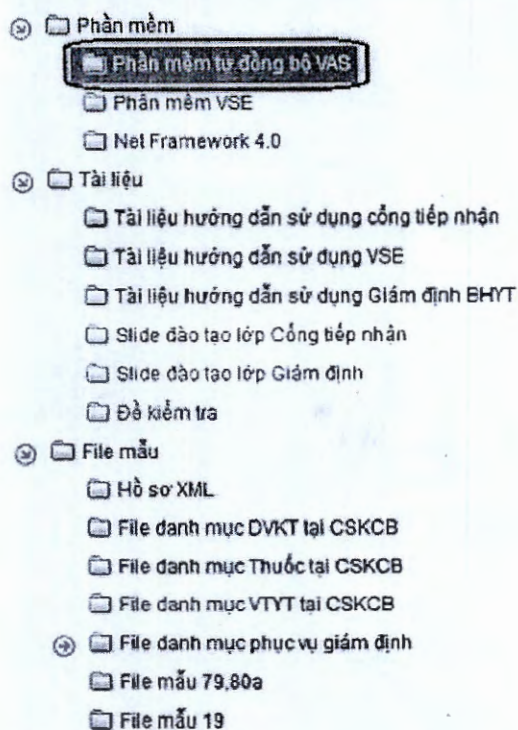 Phần mềm
Phần mềm tự đồng bộ VAS
Phần mềm VSE
Net Framework 4.0
Tài liệu
Tài liệu hướng dẫn sử dụng cổng tiếp nhận
Tài liệu hướng dẫn sử dụng VSE
Tài liệu hướng dẫn sử dụng Giám định BHYT
Slide đào tạo lớp Cổng tiếp nhận
Slide đào tạo lớp Giám định
Đề kiểm tra
File mẫu
Hồ sơ XML
File danh mục DVKT tại CSKCB
File danh mục Thuốc tại CSKCB
File danh mục VTYT tại CSKCB
File danh mục phục vụ giám định
File mẫu 79,80a
File mẫu 19